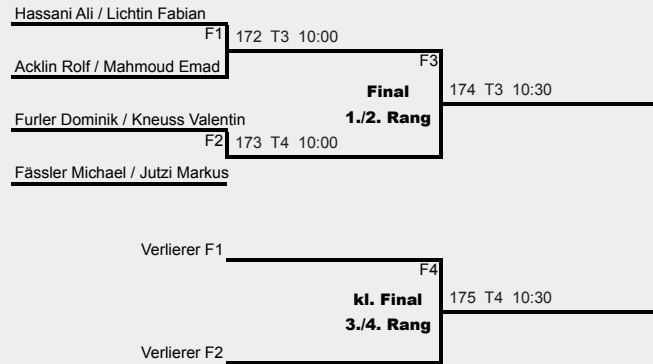 Hassani Ali / Lichtin Fabian
F1 172 T3 10:00
Acklin Rolf / Mahmoud Emad
F3
Final
174 T3 10:30
Furler Dominik / Kneuss Valentin
1./2. Rang
F2 173 T4 10:00
Fässler Michael / Jutzi Markus
Verlierer F1
F4
kl. Final
175 T4 10:30
3./4. Rang
Verlierer F2